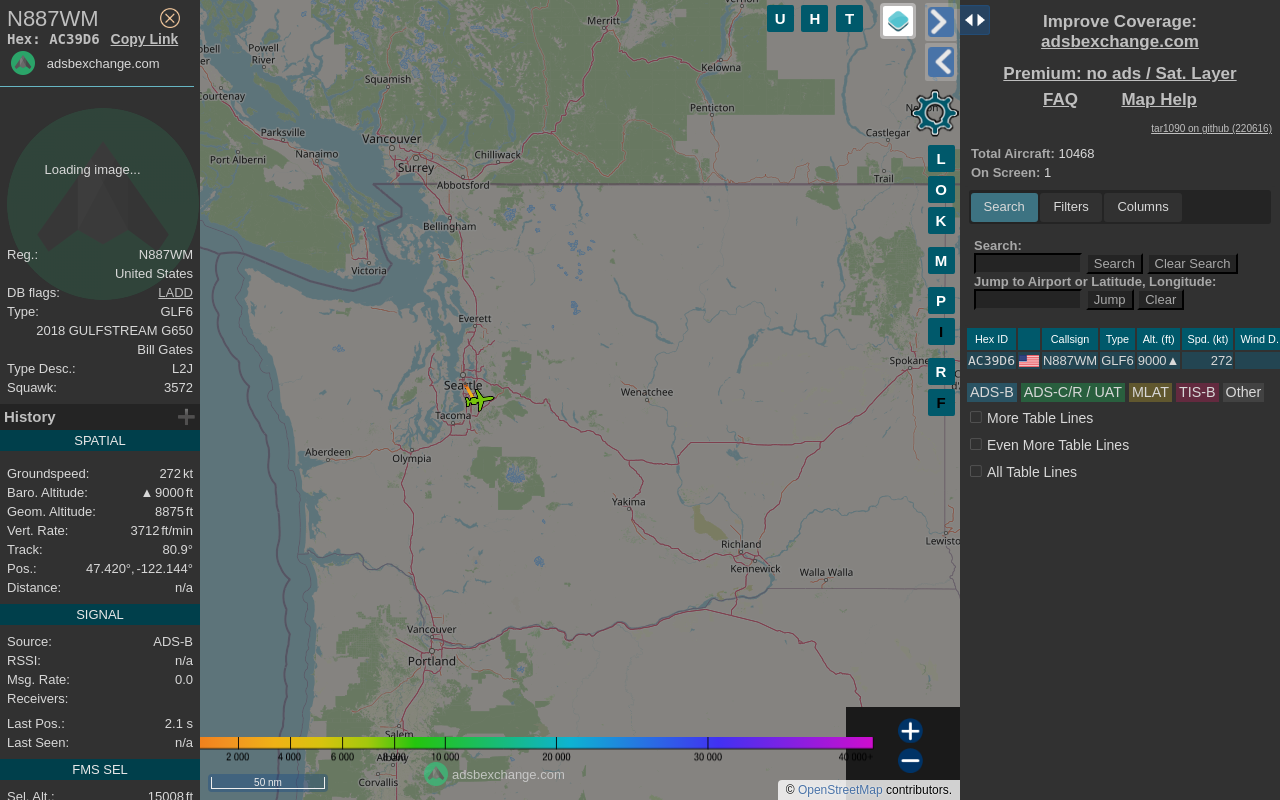 N887WM
Hex: AC39D6 Copy Link
adsbexchange.com
Loading image...
Reg.: N887WM
United States
DB flags: LADD
Type: GLF6
2018 GULFSTREAM G650
Bill Gates
Type Desc.: L2J
Squawk: 3572
History
SPATIAL
Groundspeed: 272 kt
Baro. Altitude: ▲ 9000 ft
Geom. Altitude: 8875 ft
Vert. Rate: 3712 ft/min
Track: 80.9°
Pos.: 47.420°, -122.144°
Distance: n/a
SIGNAL
Source: ADS-B
RSSI: n/a
Msg. Rate: 0.0
Receivers:
Last Pos.: 2.1 s
Last Seen: n/a
FMS SEL
Sel. Alt.: 15008 ft
U H T
L
O
K
M
P
I
R
F
Merritt
Vernon
Powell
River
Kelowna
Squamish
Courtenay
Penticton
Parksville
Vancouver
Castlegar
Port Alberni
Nanaimo
Chilliwack
Surrey
Trail
Abbotsford
Bellingham
Victoria
Everett
Spokane
Seattle
Wenatchee
Tacoma
Aberdeen
Olympia
Yakima
Richland
Lewiston
Kennewick
Walla Walla
Vancouver
Portland
Salem
Albany
Corvallis
2 000 4 000 6 000 8 000 10 000 20 000 30 000 40 000+
50 nm
adsbexchange.com
© OpenStreetMap contributors.
Improve Coverage:
adsbexchange.com
Premium: no ads / Sat. Layer
FAQ Map Help
tar1090 on github (220616)
Total Aircraft: 10468
On Screen: 1
Search Filters Columns
Search:
Search Clear Search
Jump to Airport or Latitude, Longitude:
Jump Clear
Hex ID Callsign Type Alt. (ft) Spd. (kt) Wind D.
AC39D6 N887WM GLF6 9000▲ 272
ADS-B ADS-C/R / UAT MLAT TIS-B Other
More Table Lines
Even More Table Lines
All Table Lines